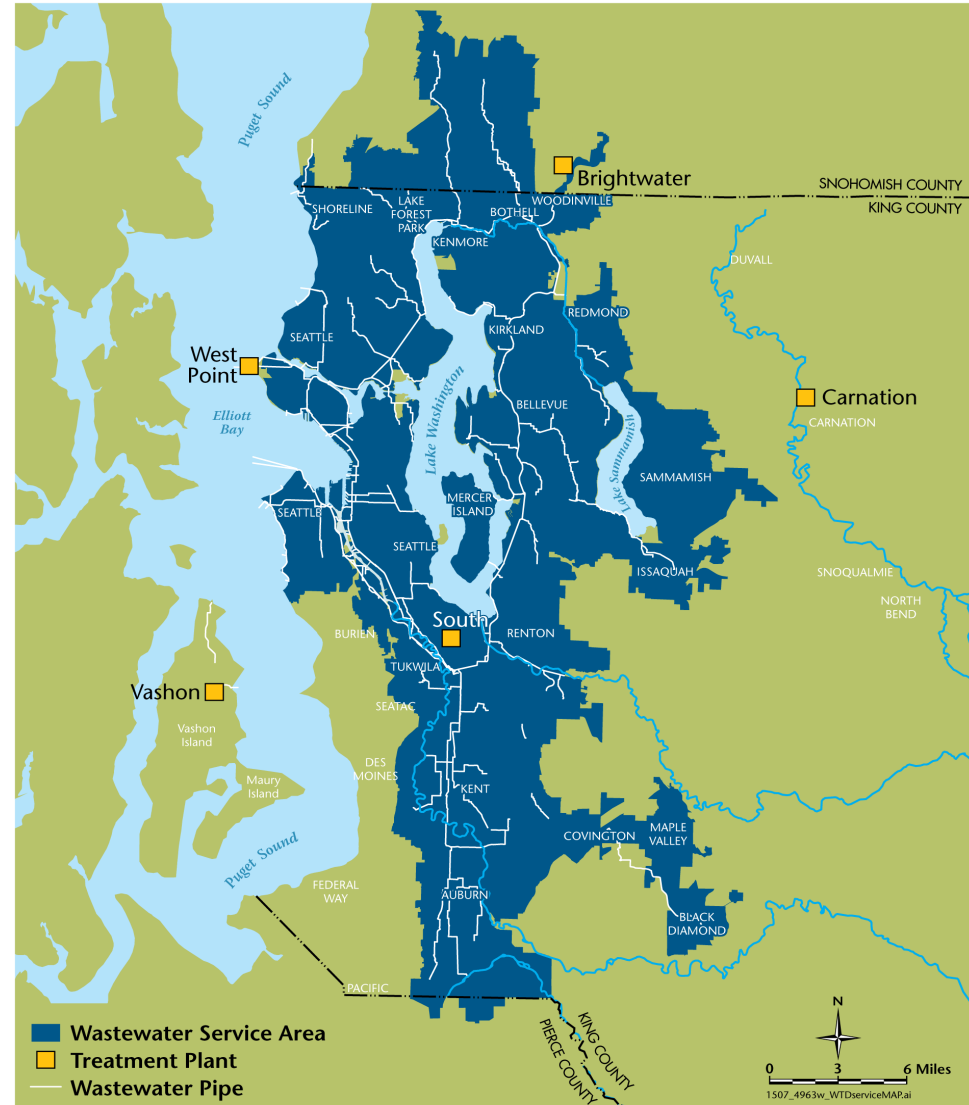 Puget Sound
Brightwater
SNOHOMISH COUNTY
KING COUNTY
WOODINVILLE
SHORELINE
LAKE
FOREST
PARK
BOTHELL
KENMORE
DUVALL
REDMOND
KIRKLAND
SEATTLE
West
Point
Lake Washington
Carnation
CARNATION
BELLEVUE
Elliott
Bay
Lake Sammamish
SAMMAMISH
MERCER
ISLAND
SEATTLE
SEATTLE
ISSAQUAH
SNOQUALMIE
NORTH
BEND
South
RENTON
BURIEN
TUKWILA
Vashon
SEATAC
Vashon
Island
DES
MOINES
Maury
Island
KENT
COVINGTON
MAPLE
VALLEY
Puget Sound
FEDERAL
WAY
AUBURN
BLACK
DIAMOND
PACIFIC
KING COUNTY
PIERCE COUNTY
N
Wastewater Service Area
Treatment Plant
Wastewater Pipe
0 3 6 Miles
1507_4963w_WTDserviceMAP.ai